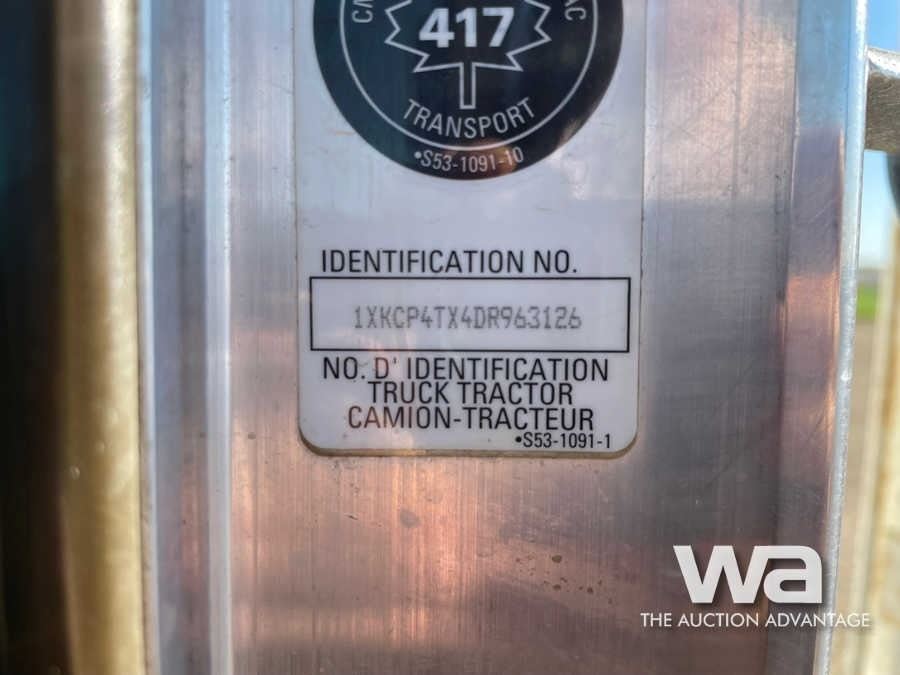 417
TRANSPORT
•S53-1091-10
IDENTIFICATION NO.
1XKCP4TX4DR963126
NO. D' IDENTIFICATION
TRUCK TRACTOR
CAMION-TRACTEUR
•S53-1091-1
wa
THE AUCTION ADVANTAGE